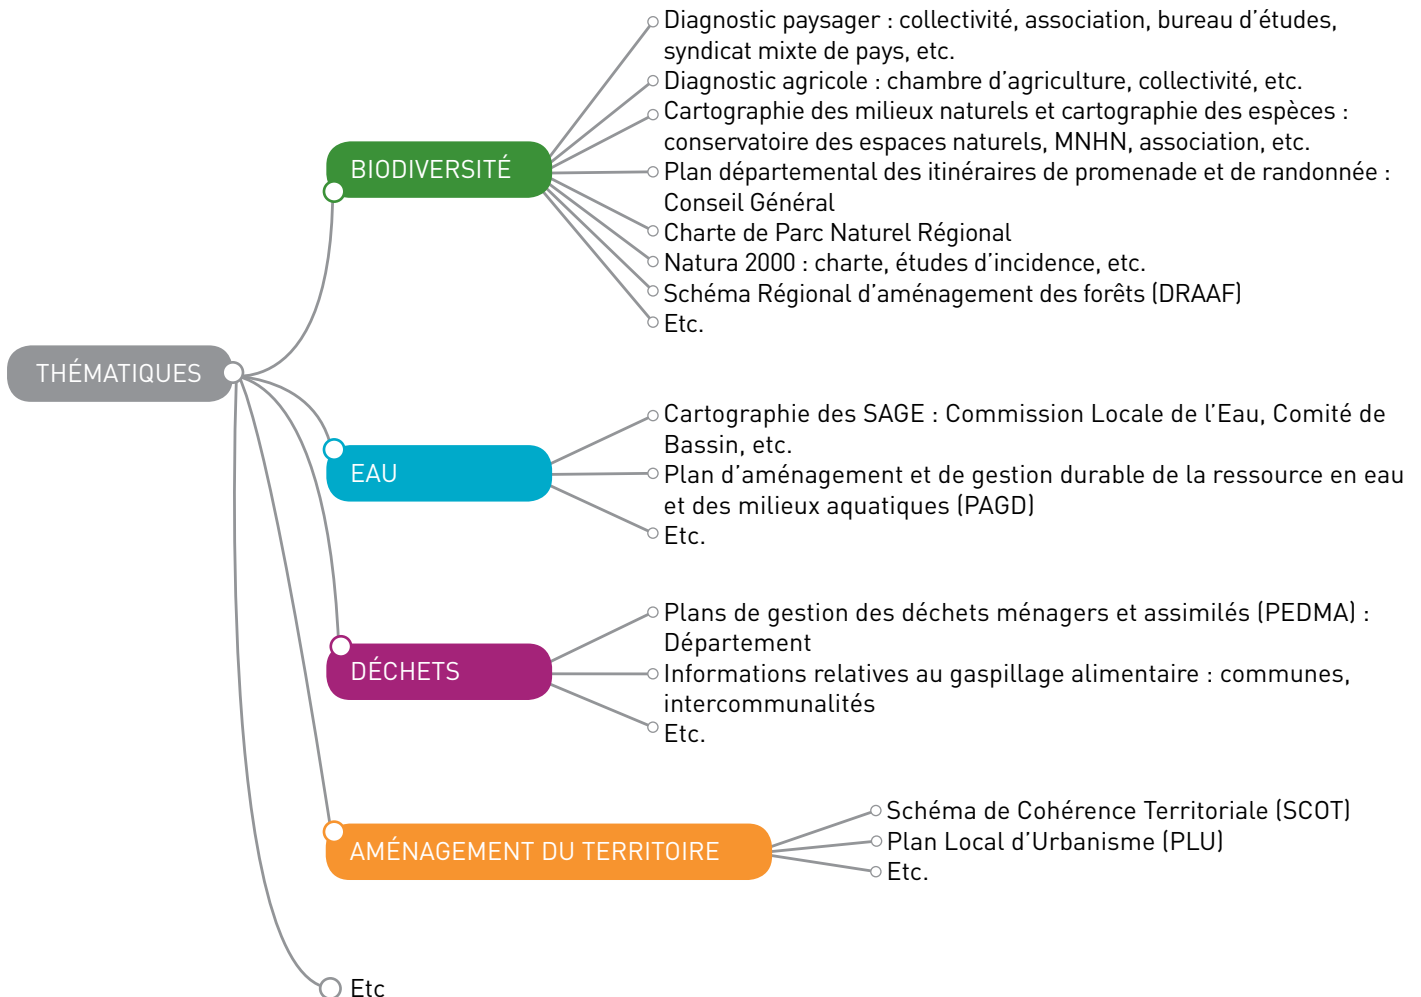 THÉMATIQUES
BIODIVERSITÉ
Diagnostic paysager : collectivité, association, bureau d’études,
syndicat mixte de pays, etc.
Diagnostic agricole : chambre d’agriculture, collectivité, etc.
Cartographie des milieux naturels et cartographie des espèces :
conservatoire des espaces naturels, MNHN, association, etc.
Plan départemental des itinéraires de promenade et de randonnée :
Conseil Général
Charte de Parc Naturel Régional
Natura 2000 : charte, études d’incidence, etc.
Schéma Régional d’aménagement des forêts (DRAAF)
Etc.
EAU
Cartographie des SAGE : Commission Locale de l’Eau, Comité de
Bassin, etc.
Plan d’aménagement et de gestion durable de la ressource en eau
et des milieux aquatiques (PAGD)
Etc.
DÉCHETS
Plans de gestion des déchets ménagers et assimilés (PEDMA) :
Département
Informations relatives au gaspillage alimentaire : communes,
intercommunalités
Etc.
AMÉNAGEMENT DU TERRITOIRE
Schéma de Cohérence Territoriale (SCOT)
Plan Local d’Urbanisme (PLU)
Etc.
Etc